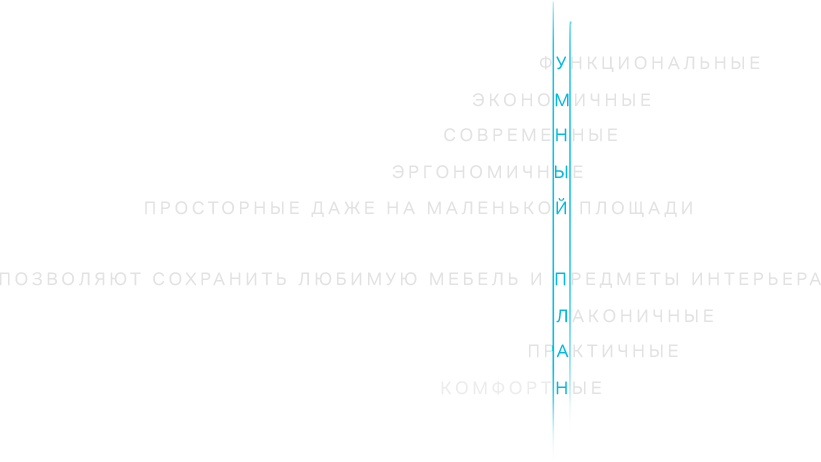 ФУНКЦИОНАЛЬНЫЕ
ЭКОНОМИЧНЫЕ
СОВРЕМЕННЫЕ
ЭРГОНОМИЧНЫЕ
ПРОСТОРНЫЕ ДАЖЕ НА МАЛЕНЬКОЙ ПЛОЩАДИ
ПОЗВОЛЯЮТ СОХРАНИТЬ ЛЮБИМУЮ МЕБЕЛЬ И ПРЕДМЕТЫ ИНТЕРЬЕРА
ЛАКОНИЧНЫЕ
ПРАКТИЧНЫЕ
КОМФОРТНЫЕ